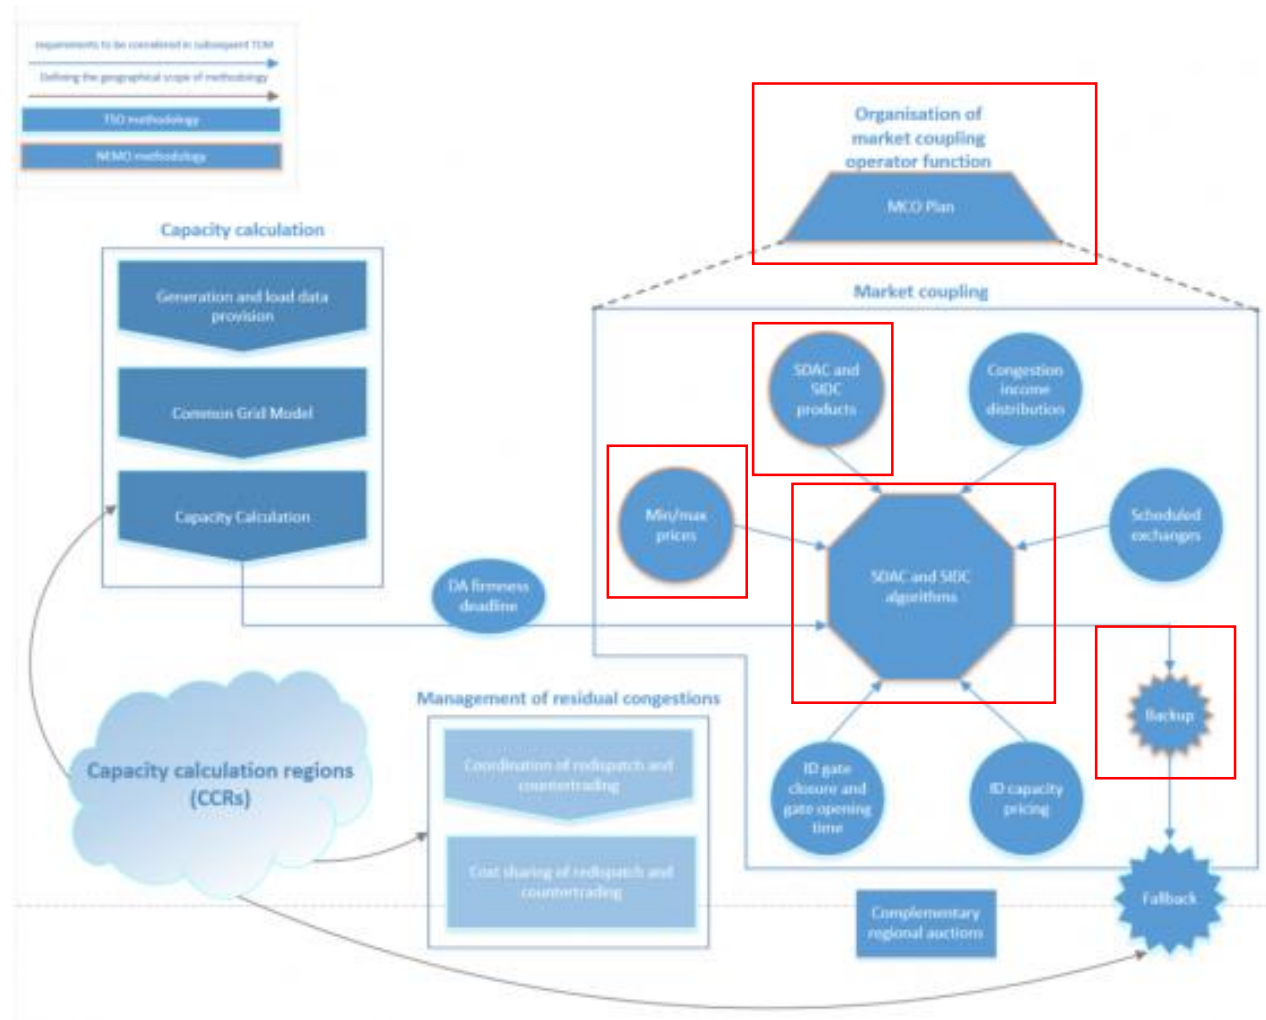 requirements to be considered in subsequent TCM
Defining the geographical scope of methodology
TSO methodology
NEMO methodology
Organisation of
market coupling
operator function
MCO Plan
Capacity calculation
Generation and load data
provision
Common Grid Model
Capacity Calculation
Market coupling
SDAC and
SIDC
products
Congestion
income
distribution
Min/max
prices
Scheduled
exchanges
SDAC and SIDC
algorithms
DA firmness
deadline
Backup
ID gate
closure and
gate opening
time
ID capacity
pricing
Management of residual congestions
Coordination of redispatch and
countertrading
Cost sharing of redispatch and
countertrading
Capacity calculation regions
(CCRs)
Complementary
regional auctions
Fallback